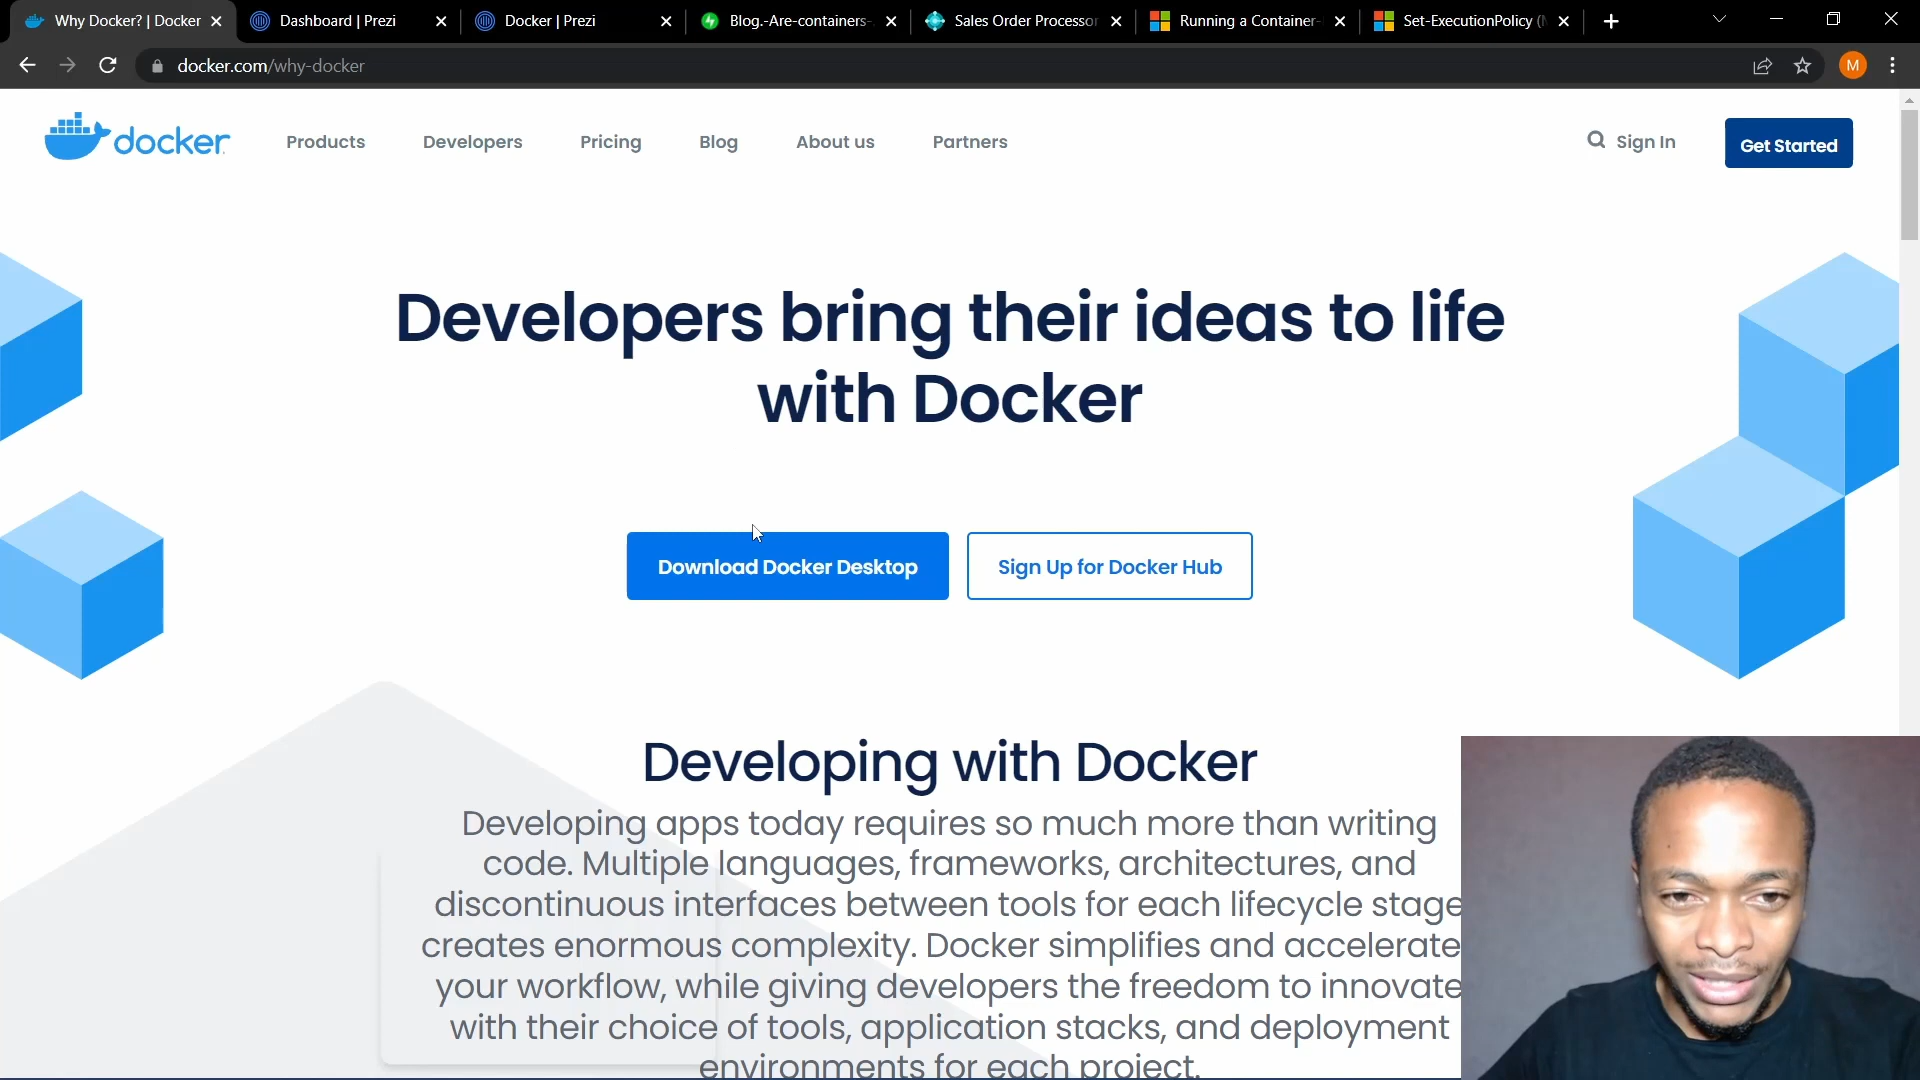 Why Docker? | Docker
Dashboard | Prezi
Docker | Prezi
Blog.-Are-containers-
Sales Order Processor
Running a Container-
Set-ExecutionPolicy (
docker.com/why-docker
M
docker
Products
Developers
Pricing
Blog
About us
Partners
Sign In
Get Started
Developers bring their ideas to life
with Docker
Download Docker Desktop
Sign Up for Docker Hub
Developing with Docker
Developing apps today requires so much more than writing
code. Multiple languages, frameworks, architectures, and
discontinuous interfaces between tools for each lifecycle stage
creates enormous complexity. Docker simplifies and accelerate
your workflow, while giving developers the freedom to innovate
with their choice of tools, application stacks, and deployment
environments for each project.